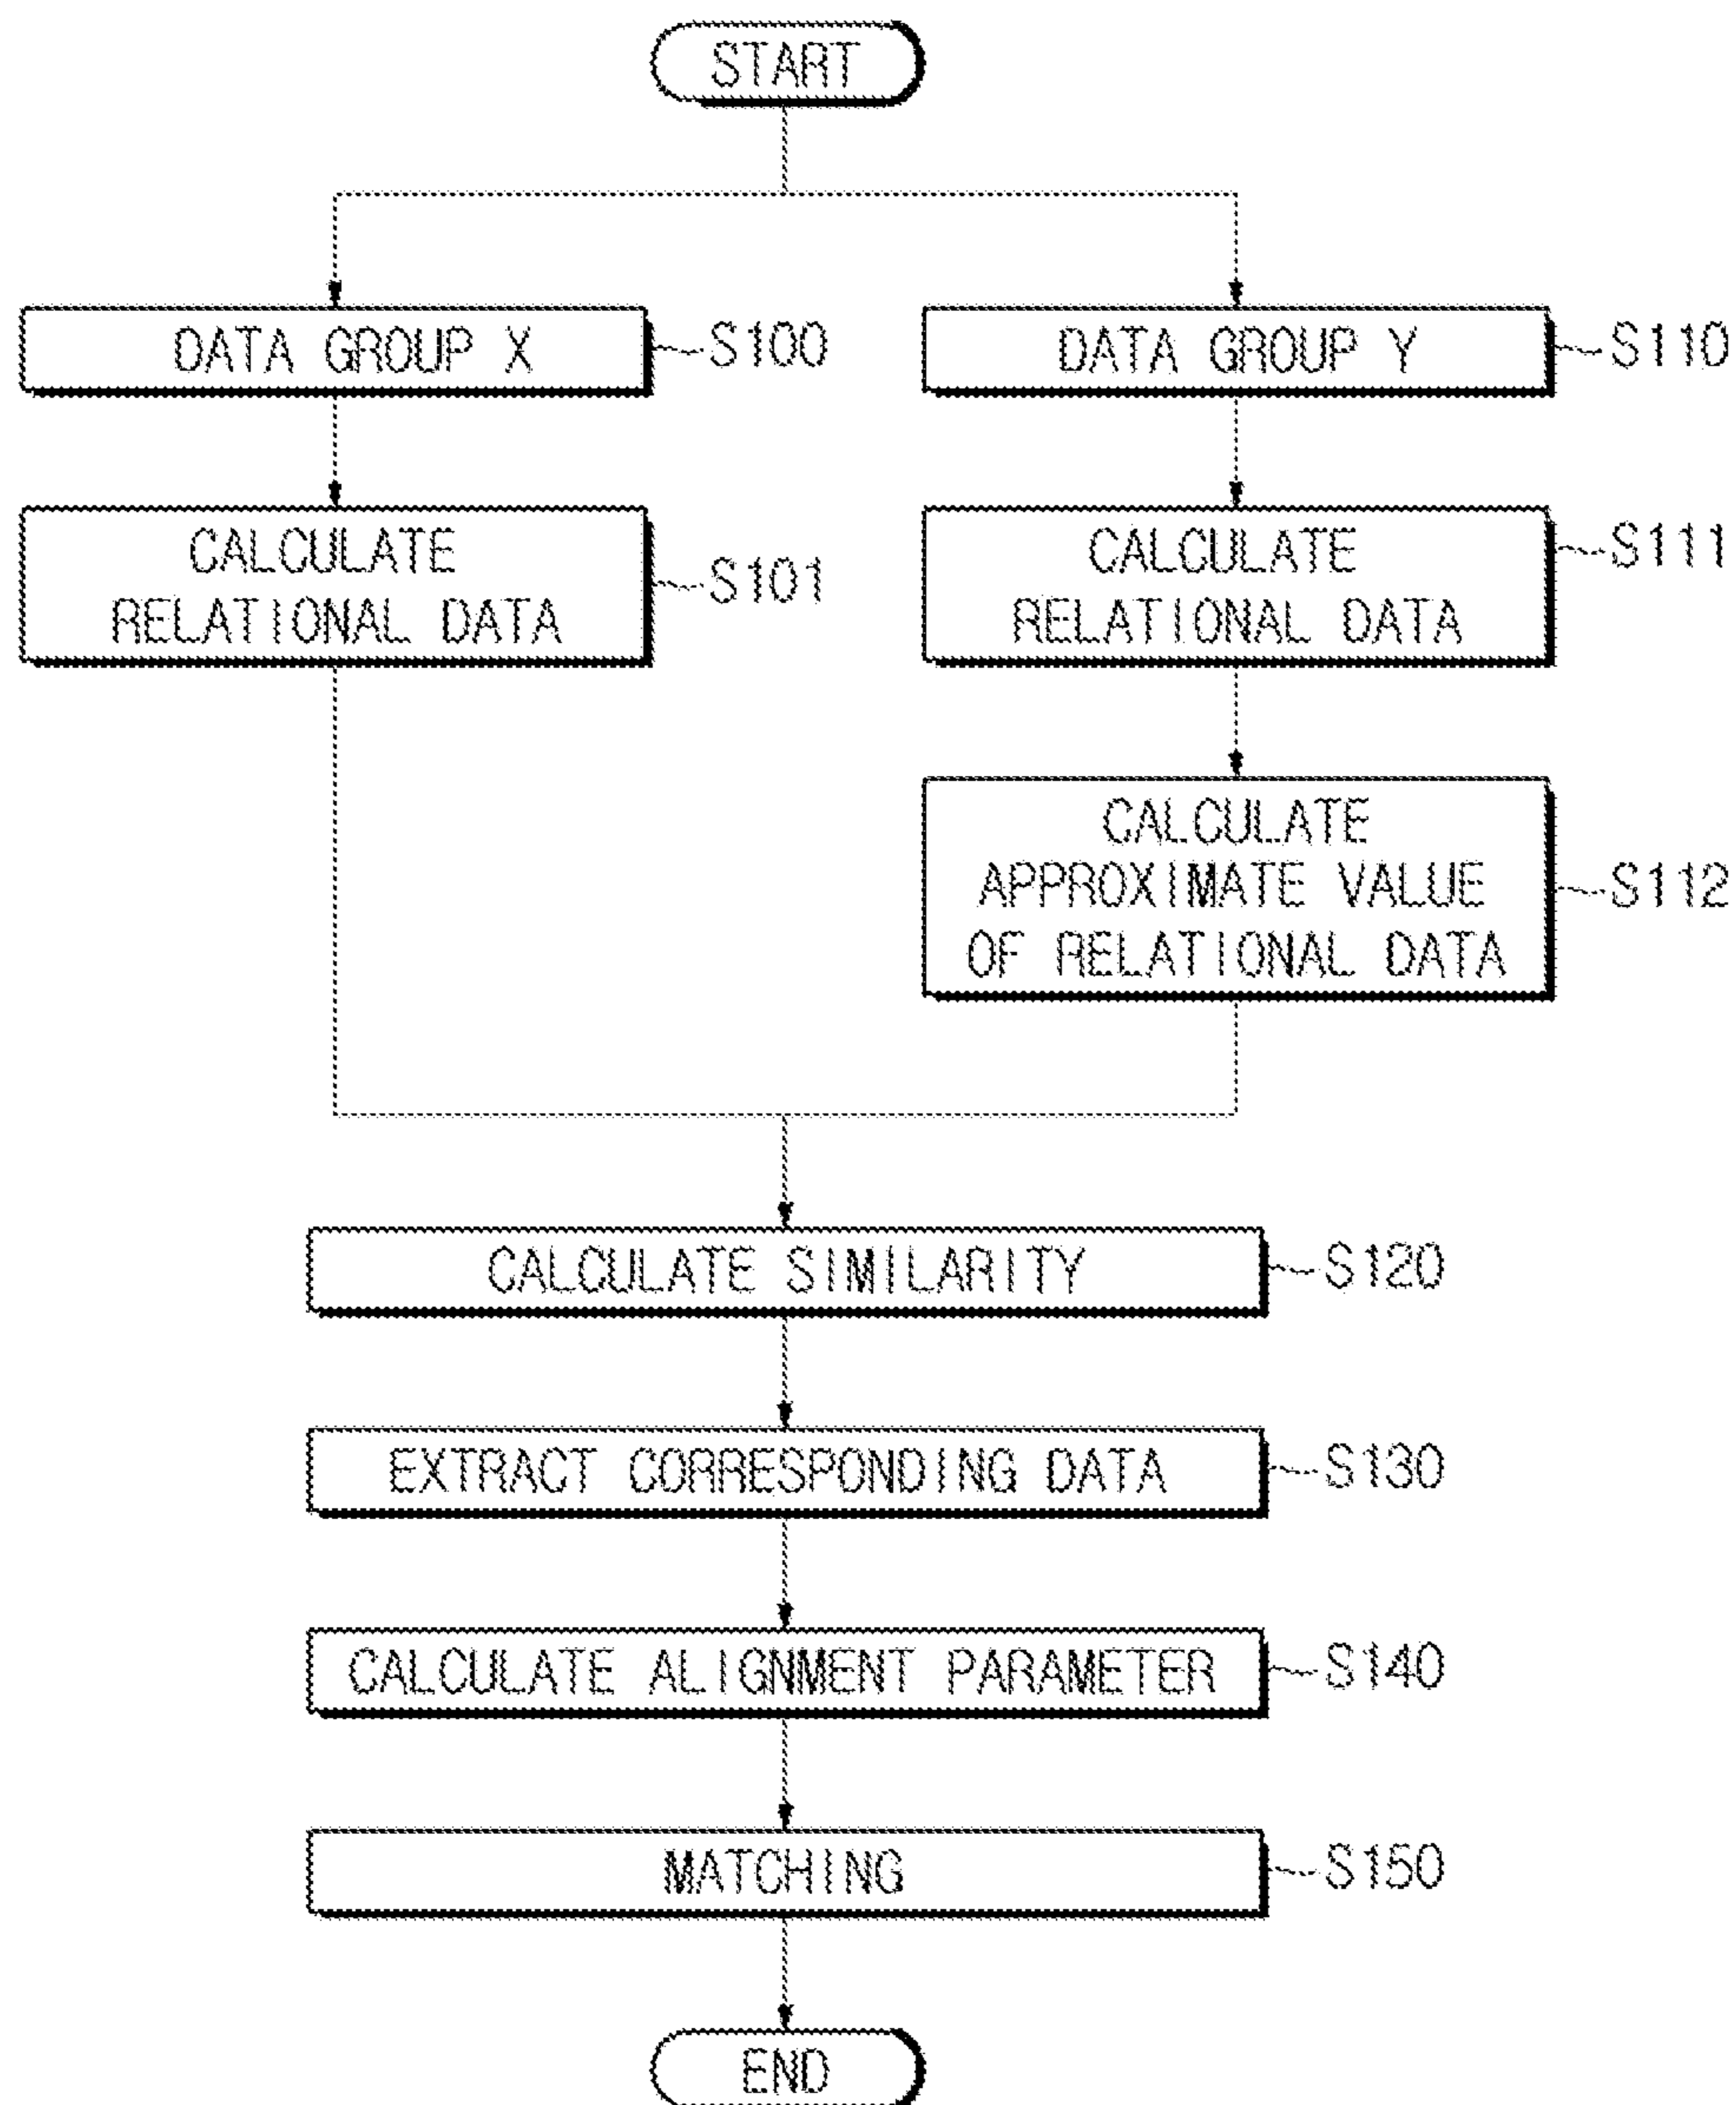 START
DATA GROUP X
S100
DATA GROUP Y
S110
CALCULATE
RELATIONAL DATA
S101
CALCULATE
RELATIONAL DATA
S111
CALCULATE
APPROXIMATE VALUE
OF RELATIONAL DATA
S112
CALCULATE SIMILARITY
S120
EXTRACT CORRESPONDING DATA
S130
CALCULATE ALIGNMENT PARAMETER
S140
MATCHING
S150
END